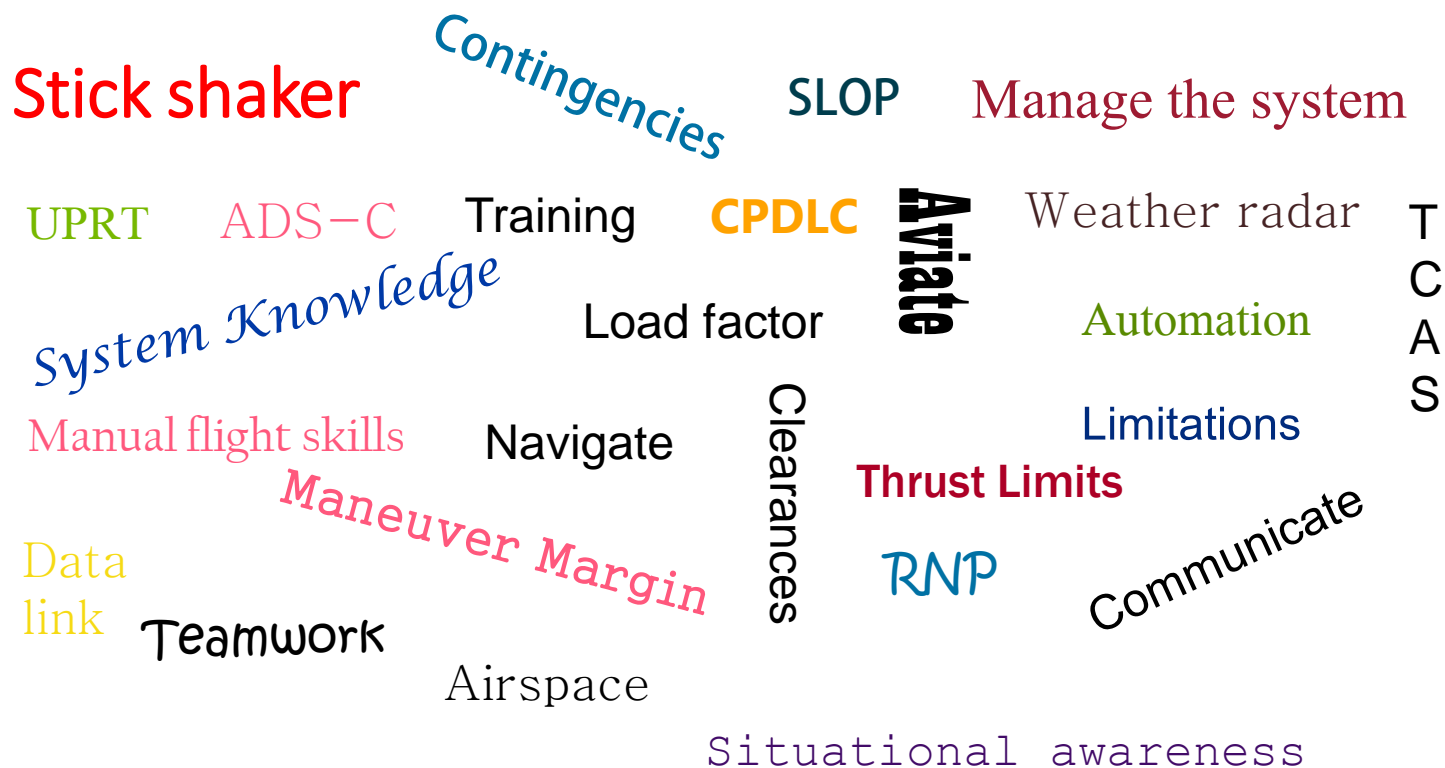 Contingencies
Stick shaker
SLOP
Manage the system
UPRT
ADS-C
Training
CPDLC
Aviate
Weather radar
TCAS
System Knowledge
Load factor
Automation
Manual flight skills
Navigate
Clearances
Limitations
Maneuver Margin
Thrust Limits
Data
link
RNP
Communicate
Teamwork
Airspace
Situational awareness